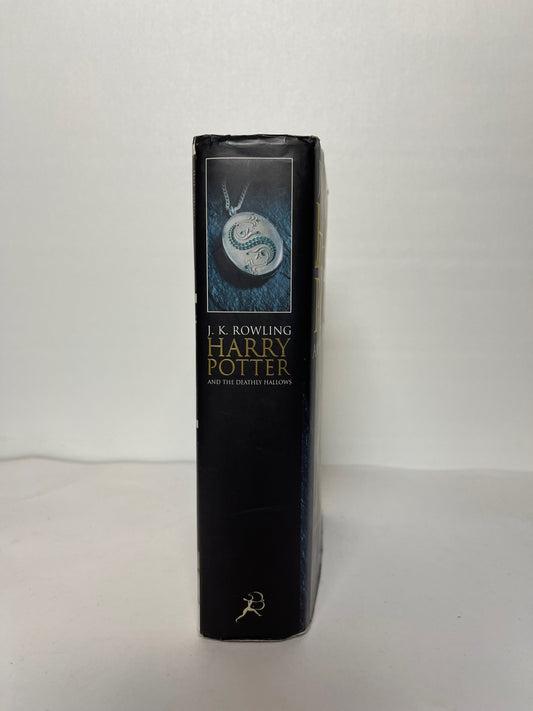 J. K. ROWLING
HARRY
POTTER
AND THE DEATHLY HALLOWS